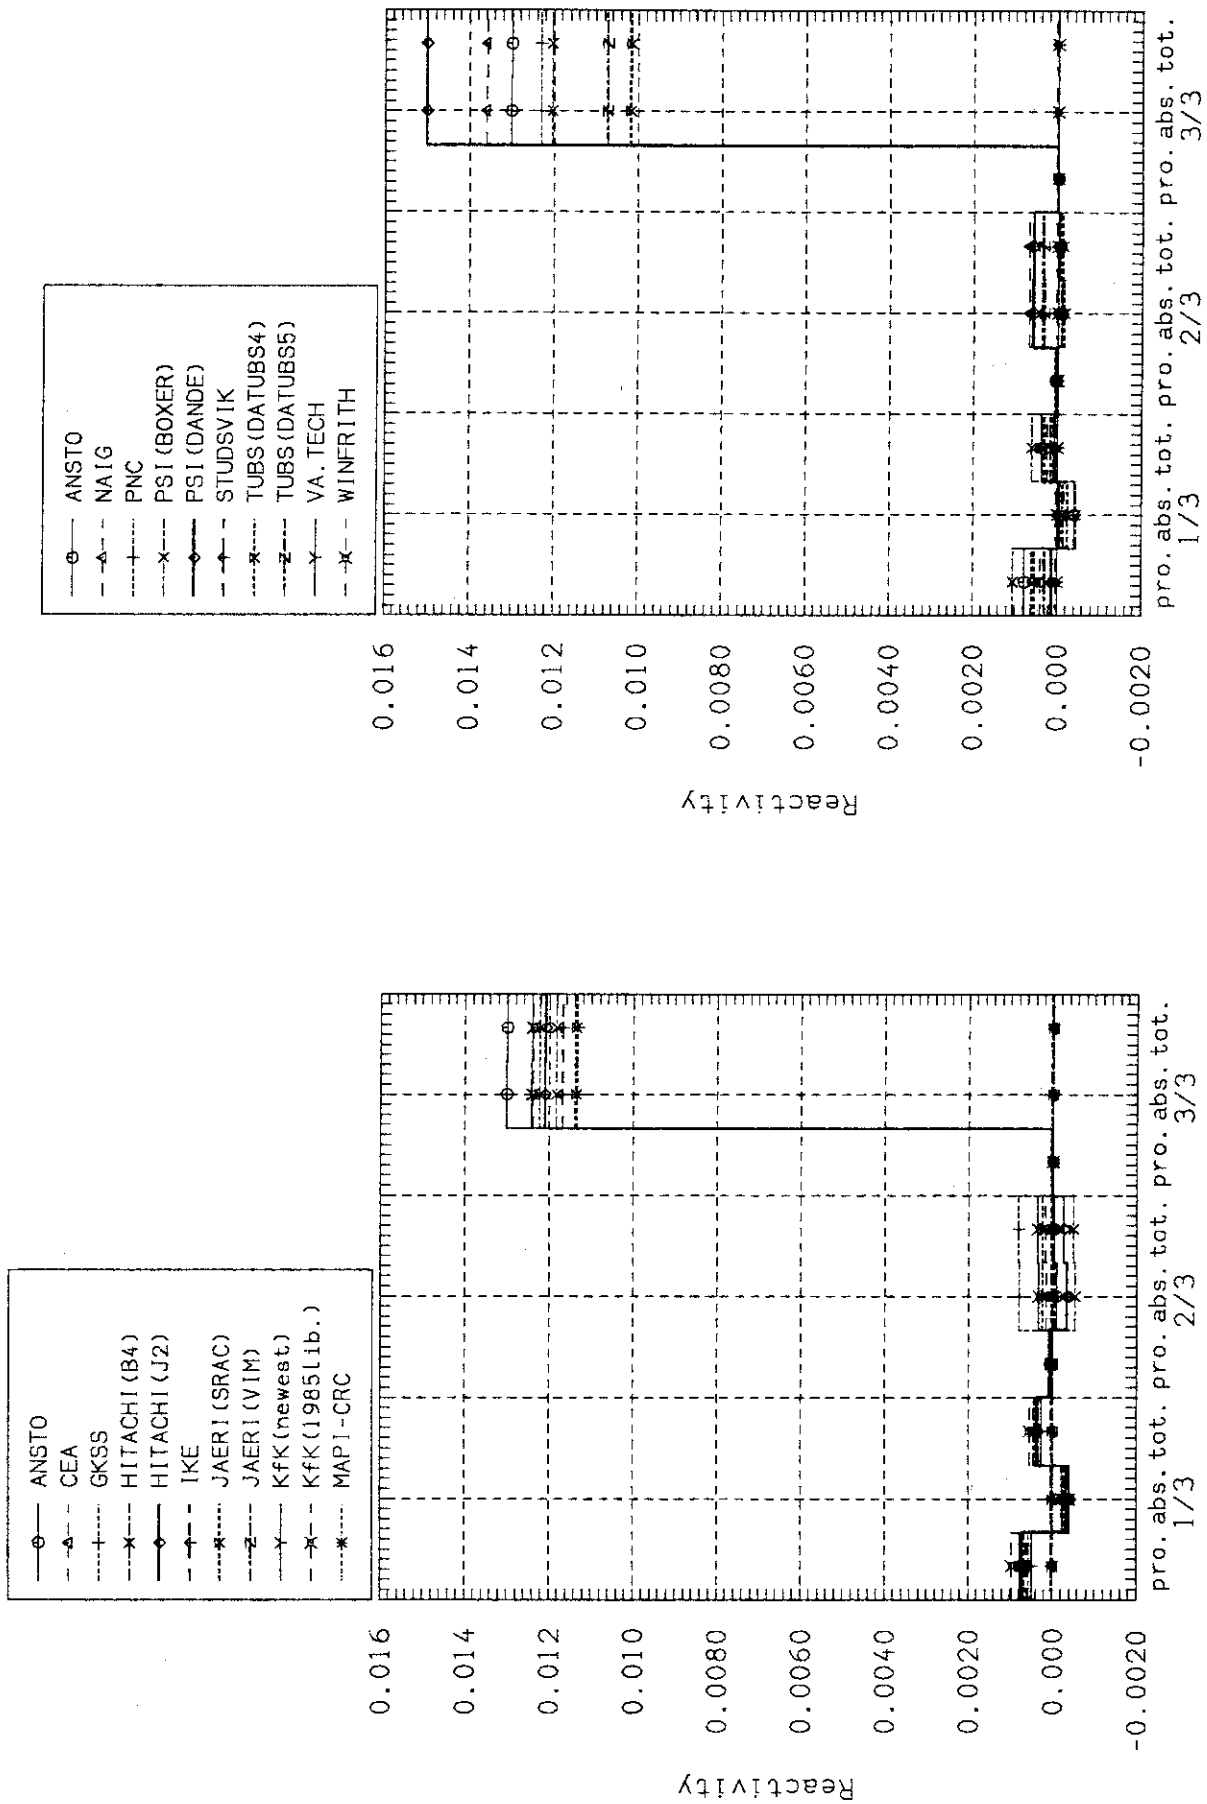 ANSTO
CEA
GKSS
HITACHI(B4)
HITACHI(J2)
IKE
JAERI(SRAC)
JAERI(VIM)
KfK(newest)
KfK(1985lib.)
MAPI-CRC
Reactivity
0.016
0.014
0.012
0.010
0.0080
0.0060
0.0040
0.0020
0.000
-0.0020
pro. abs. tot. pro. abs. tot. pro. abs. tot.
1/3 2/3 3/3
ANSTO
NAIG
PNC
PSI(BOXER)
PSI(DANDE)
STUDSVIK
TUBS(DATUBS4)
TUBS(DATUBS5)
VA.TECH
WINFRITH
Reactivity
0.016
0.014
0.012
0.010
0.0080
0.0060
0.0040
0.0020
0.000
-0.0020
pro. abs. tot. pro. abs. tot. pro. abs. tot.
1/3 2/3 3/3